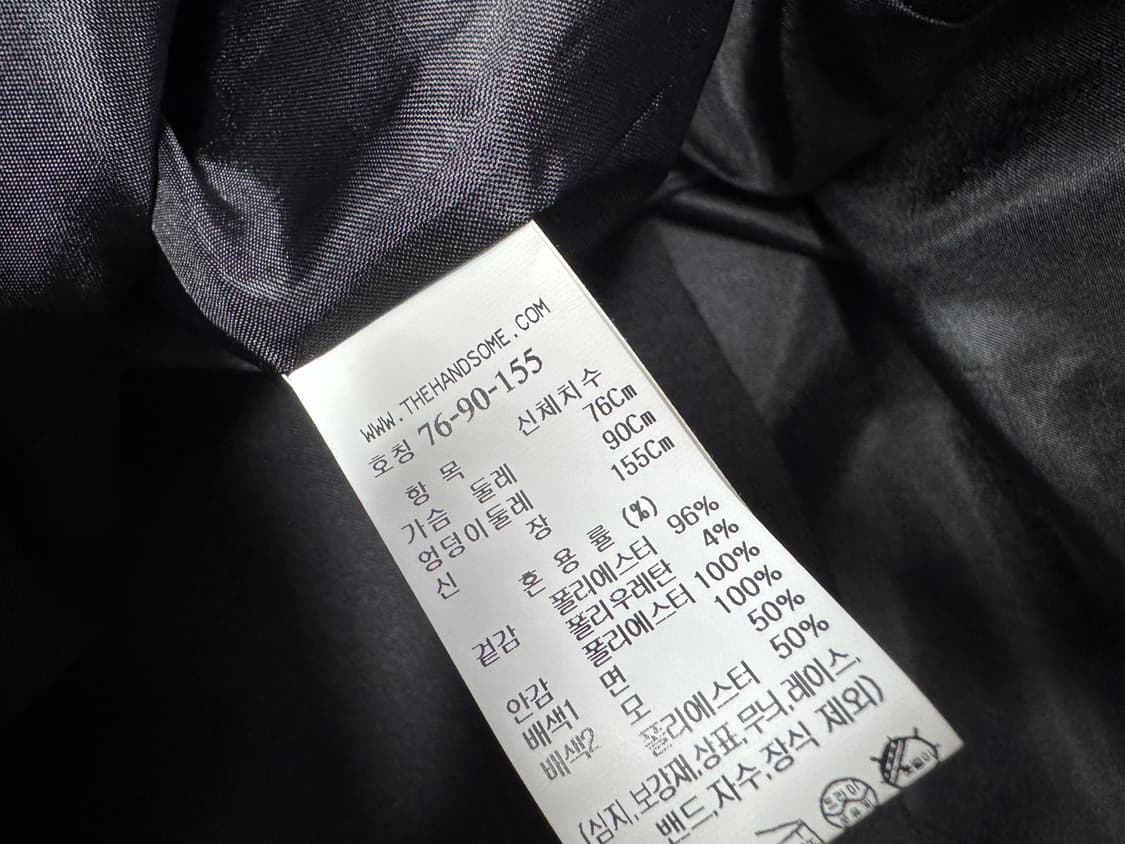 WWW.THEHANDSOME.COM
호칭 76-90-155
항 목 신체치수
가슴 둘레 76Cm
엉덩이둘레 90Cm
신 장 155Cm
혼 용 률 (%)
겉감 폴리에스터 96%
폴리우레탄 4%
안감 폴리에스터 100%
배색1 면 100%
배색2 모 50%
폴리에스터 50%
(심지,보강재,상표,무늬,레이스,
밴드,자수,장식 제외)
드라이